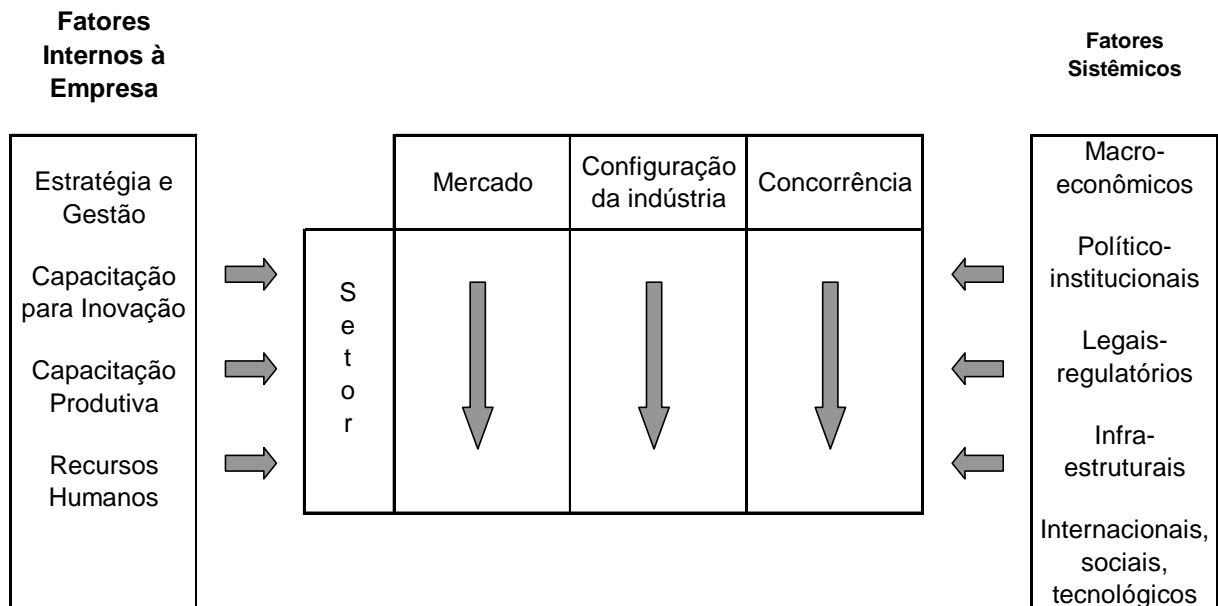 Fatores
Internos à
Empresa
Fatores
Sistêmicos
Estratégia e
Gestão
Capacitação
para Inovação
Capacitação
Produtiva
Recursos
Humanos
Mercado
Configuração
da indústria
Concorrência
S
e
t
o
r
Macro-
econômicos
Político-
institucionais
Legais-
regulatórios
Infra-
estruturais
Internacionais,
sociais,
tecnológicos